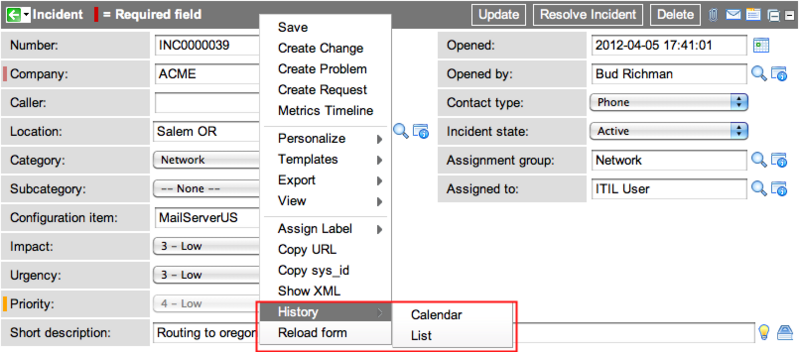 Incident = Required field Update Resolve Incident Delete
Number: INC0000039
Company: ACME
Caller:
Location: Salem OR
Category: Network
Subcategory: -- None --
Configuration item: MailServerUS
Impact: 3 - Low
Urgency: 3 - Low
Priority: 4 - Low
Short description: Routing to oregon
Save
Create Change
Create Problem
Create Request
Metrics Timeline
Personalize
Templates
Export
View
Assign Label
Copy URL
Copy sys_id
Show XML
History
Reload form
Calendar
List
Opened: 2012-04-05 17:41:01
Opened by: Bud Richman
Contact type: Phone
Incident state: Active
Assignment group: Network
Assigned to: ITIL User